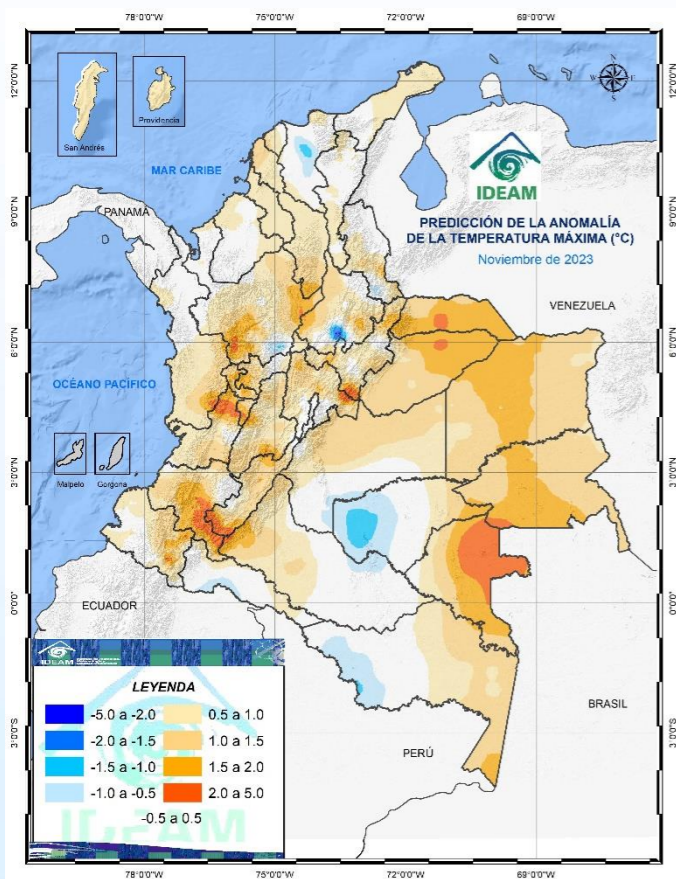 78°0'0"W 75°0'0"W 72°0'0"W 69°0'0"W
12°0'0"N
9°0'0"N
6°0'0"N
3°0'0"N
0°0'0"
3°0'0"S
12°0'0"N
9°0'0"N
6°0'0"N
3°0'0"N
0°0'0"
3°0'0"S
San Andrés
Providencia
N
W E
S
MAR CARIBE
IDEAM
PANAMA
D
PREDICCIÓN DE LA ANOMALÍA
DE LA TEMPERATURA MÁXIMA (°C)
Noviembre de 2023
VENEZUELA
OCÉANO PACÍFICO
Malpelo
Gorgona
ECUADOR
BRASIL
PERÚ
IDEAM
LEYENDA
-5.0 a -2.0 0.5 a 1.0
-2.0 a -1.5 1.0 a 1.5
-1.5 a -1.0 1.5 a 2.0
-1.0 a -0.5 2.0 a 5.0
-0.5 a 0.5
IDEAM
78°0'0"W 75°0'0"W 72°0'0"W 69°0'0"W